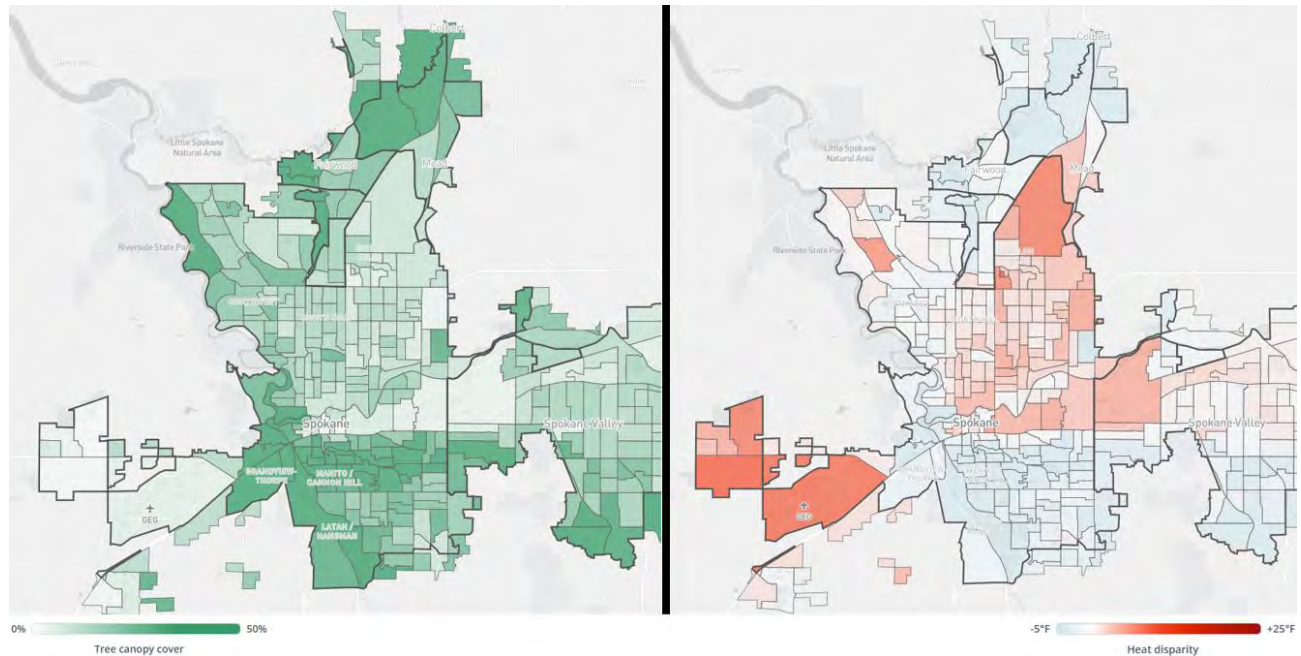 Colbert
Little Spokane
Natural Area
Fairwood
Mead
Riverside State Park
Spokane
Spokane Valley
GRANDVIEW-
THORPE
MANITO /
CANNON HILL
LATAH /
HANGMAN
GEG
0%
50%
Tree canopy cover
Colbert
Little Spokane
Natural Area
Fairwood
Mead
Riverside State Park
Spokane
Spokane Valley
GEG
-5°F
+25°F
Heat disparity